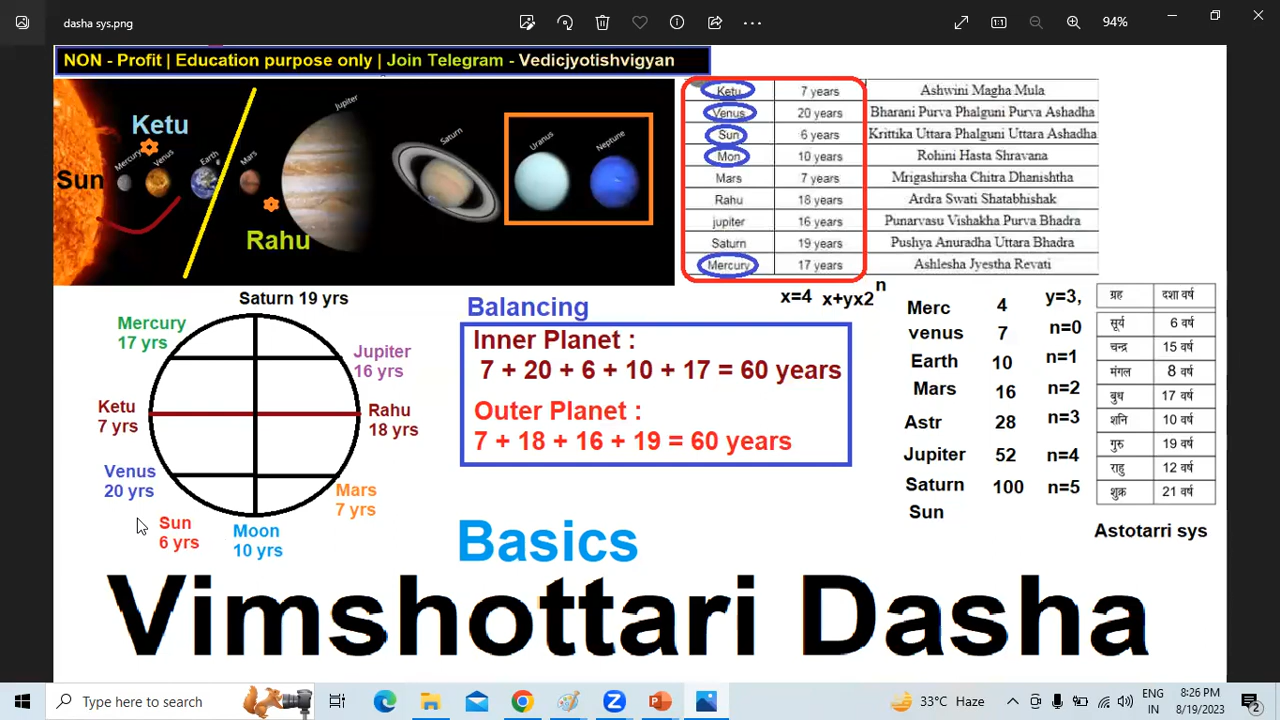 dasha sys.png
94%
NON - Profit | Education purpose only | Join Telegram - Vedicjyotishvigyan
Ketu
Sun
Mercury
Venus
Earth
Mars
Jupiter
Saturn
Uranus
Neptune
Rahu
Ketu 7 years Ashwini Magha Mula
Venus 20 years Bharani Purva Phalguni Purva Ashadha
Sun 6 years Krittika Uttara Phalguni Uttara Ashadha
Mon 10 years Rohini Hasta Shravana
Mars 7 years Mrigashirsha Chitra Dhanishtha
Rahu 18 years Ardra Swati Shatabhishak
jupiter 16 years Punarvasu Vishakha Purva Bhadra
Saturn 19 years Pushya Anuradha Uttara Bhadra
Mercury 17 years Ashlesha Jyestha Revati
Saturn 19 yrs
Mercury
17 yrs
Jupiter
16 yrs
Ketu
7 yrs
Rahu
18 yrs
Venus
20 yrs
Mars
7 yrs
Sun
6 yrs
Moon
10 yrs
Balancing
Inner Planet :
7 + 20 + 6 + 10 + 17 = 60 years
Outer Planet :
7 + 18 + 16 + 19 = 60 years
x=4 x+yx2 n
Merc 4 y=3,
venus 7 n=0
Earth 10 n=1
Mars 16 n=2
Astr 28 n=3
Jupiter 52 n=4
Saturn 100 n=5
Sun
ग्रह दशा वर्ष
सूर्य 6 वर्ष
चन्द्र 15 वर्ष
मंगल 8 वर्ष
बुध 17 वर्ष
शनि 10 वर्ष
गुरु 19 वर्ष
राहु 12 वर्ष
शुक्र 21 वर्ष
Astotarri sys
Basics
Vimshottari Dasha
Type here to search
33°C Haze
ENG
IN
8:26 PM
8/19/2023
2